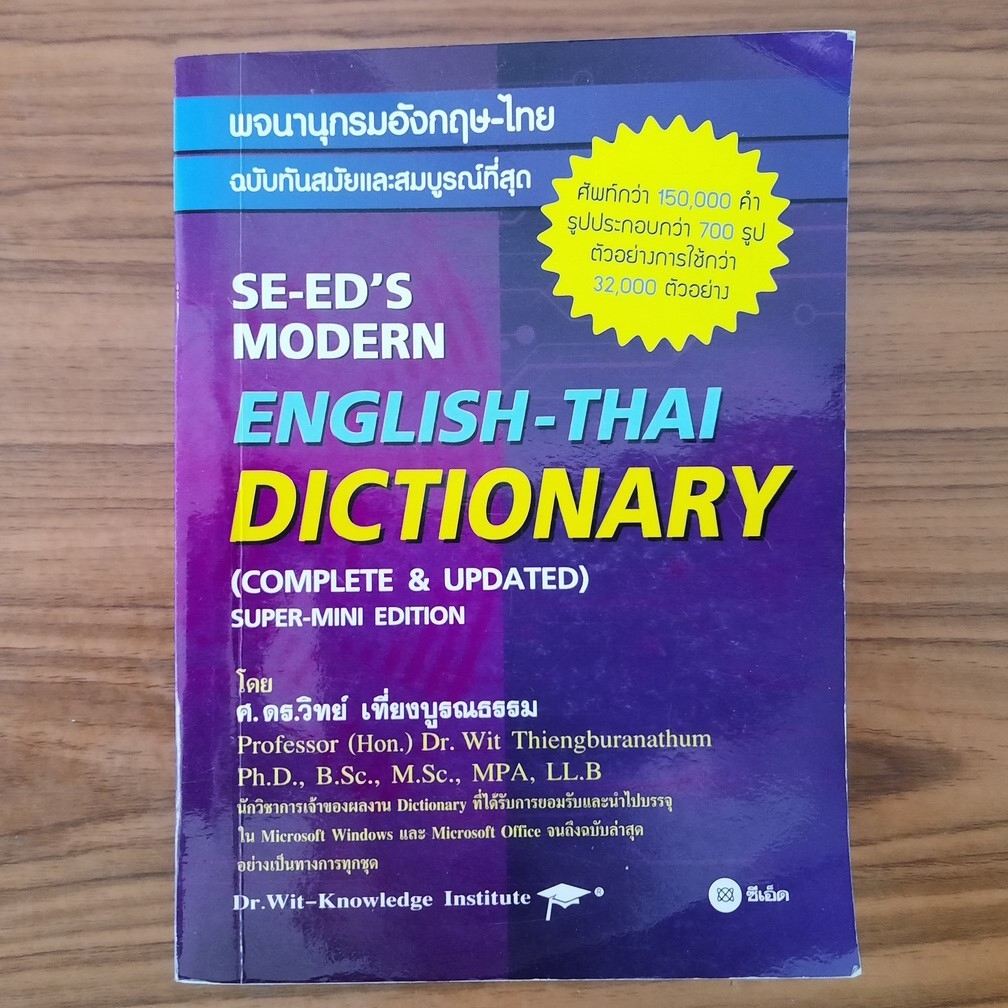 พจนานุกรมอังกฤษ-ไทย
ฉบับทันสมัยและสมบูรณ์ที่สุด
ศัพท์กว่า 150,000 คำ
รูปประกอบกว่า 700 รูป
ตัวอย่างการใช้กว่า
32,000 ตัวอย่าง
SE-ED'S
MODERN
ENGLISH-THAI
DICTIONARY
(COMPLETE & UPDATED)
SUPER-MINI EDITION
โดย
ศ.ดร.วิทย์ เที่ยงบูรณธรรม
Professor (Hon.) Dr. Wit Thiengburanathum
Ph.D., B.Sc., M.Sc., MPA, LL.B
นักวิชาการเจ้าของผลงาน Dictionary ที่ได้รับการยอมรับและนำไปบรรจุ
ใน Microsoft Windows และ Microsoft Office จนถึงฉบับล่าสุด
อย่างเป็นทางการทุกชุด
Dr.Wit-Knowledge Institute ®
ซีเอ็ด